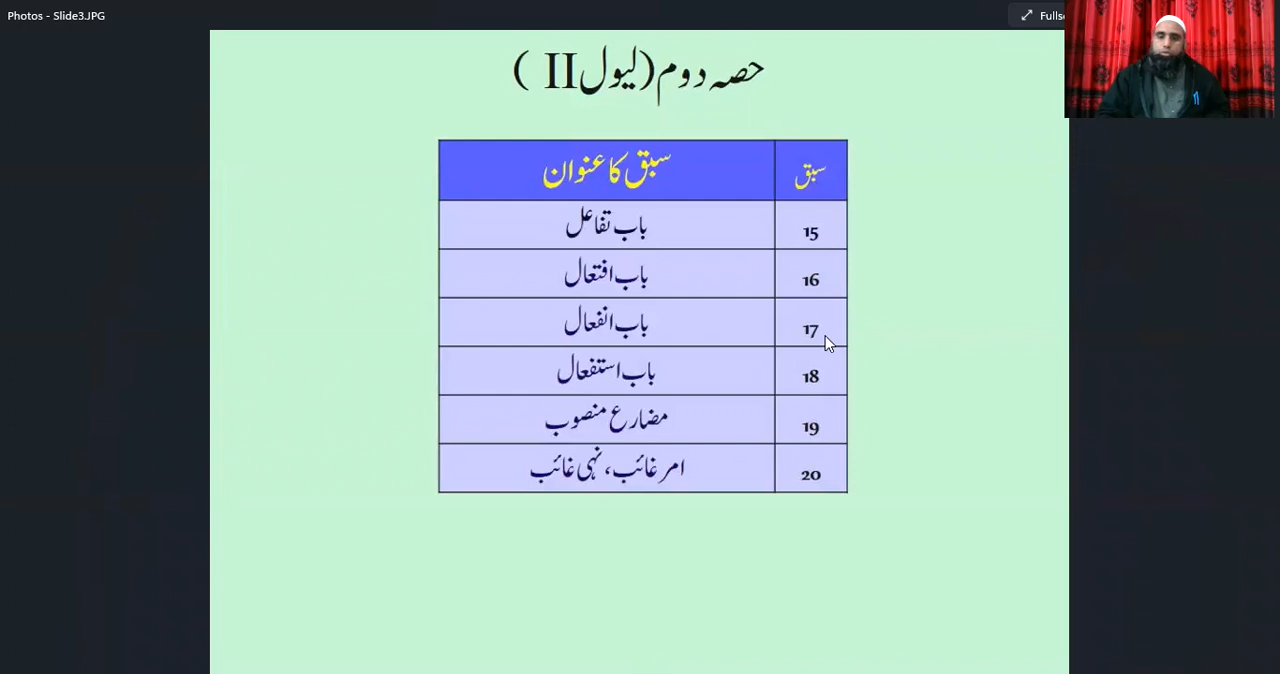 Photos - Slide3.JPG
Fulls
حصہ دوم (لیول II )
سبق سبق کا عنوان
15 باب تفاعل
16 باب افتعال
17 باب انفعال
18 باب استفعال
19 مضارع منصوب
20 امر غائب، نہی غائب